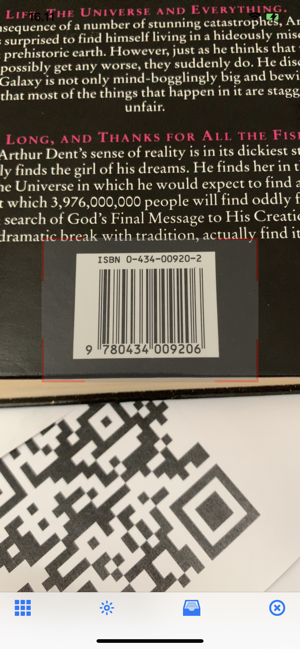 LIFE, THE UNIVERSE AND EVERYTHING.
sequence of a number of stunning catastrophes, A
surprised to find himself living in a hideously mise
prehistoric earth. However, just as he thinks that
possibly get any worse, they suddenly do. He disc
Galaxy is not only mind-bogglingly big and bewi
that most of the things that happen in it are stagg
unfair.
LONG, AND THANKS FOR ALL THE FIS
Arthur Dent's sense of reality is in its dickiest st
ly finds the girl of his dreams. He finds her in t
he Universe in which he would expect to find a
t which 3,976,000,000 people will find oddly f
search of God's Final Message to His Creatio
dramatic break with tradition, actually find it
ISBN 0-434-00920-2
9 780434 009206